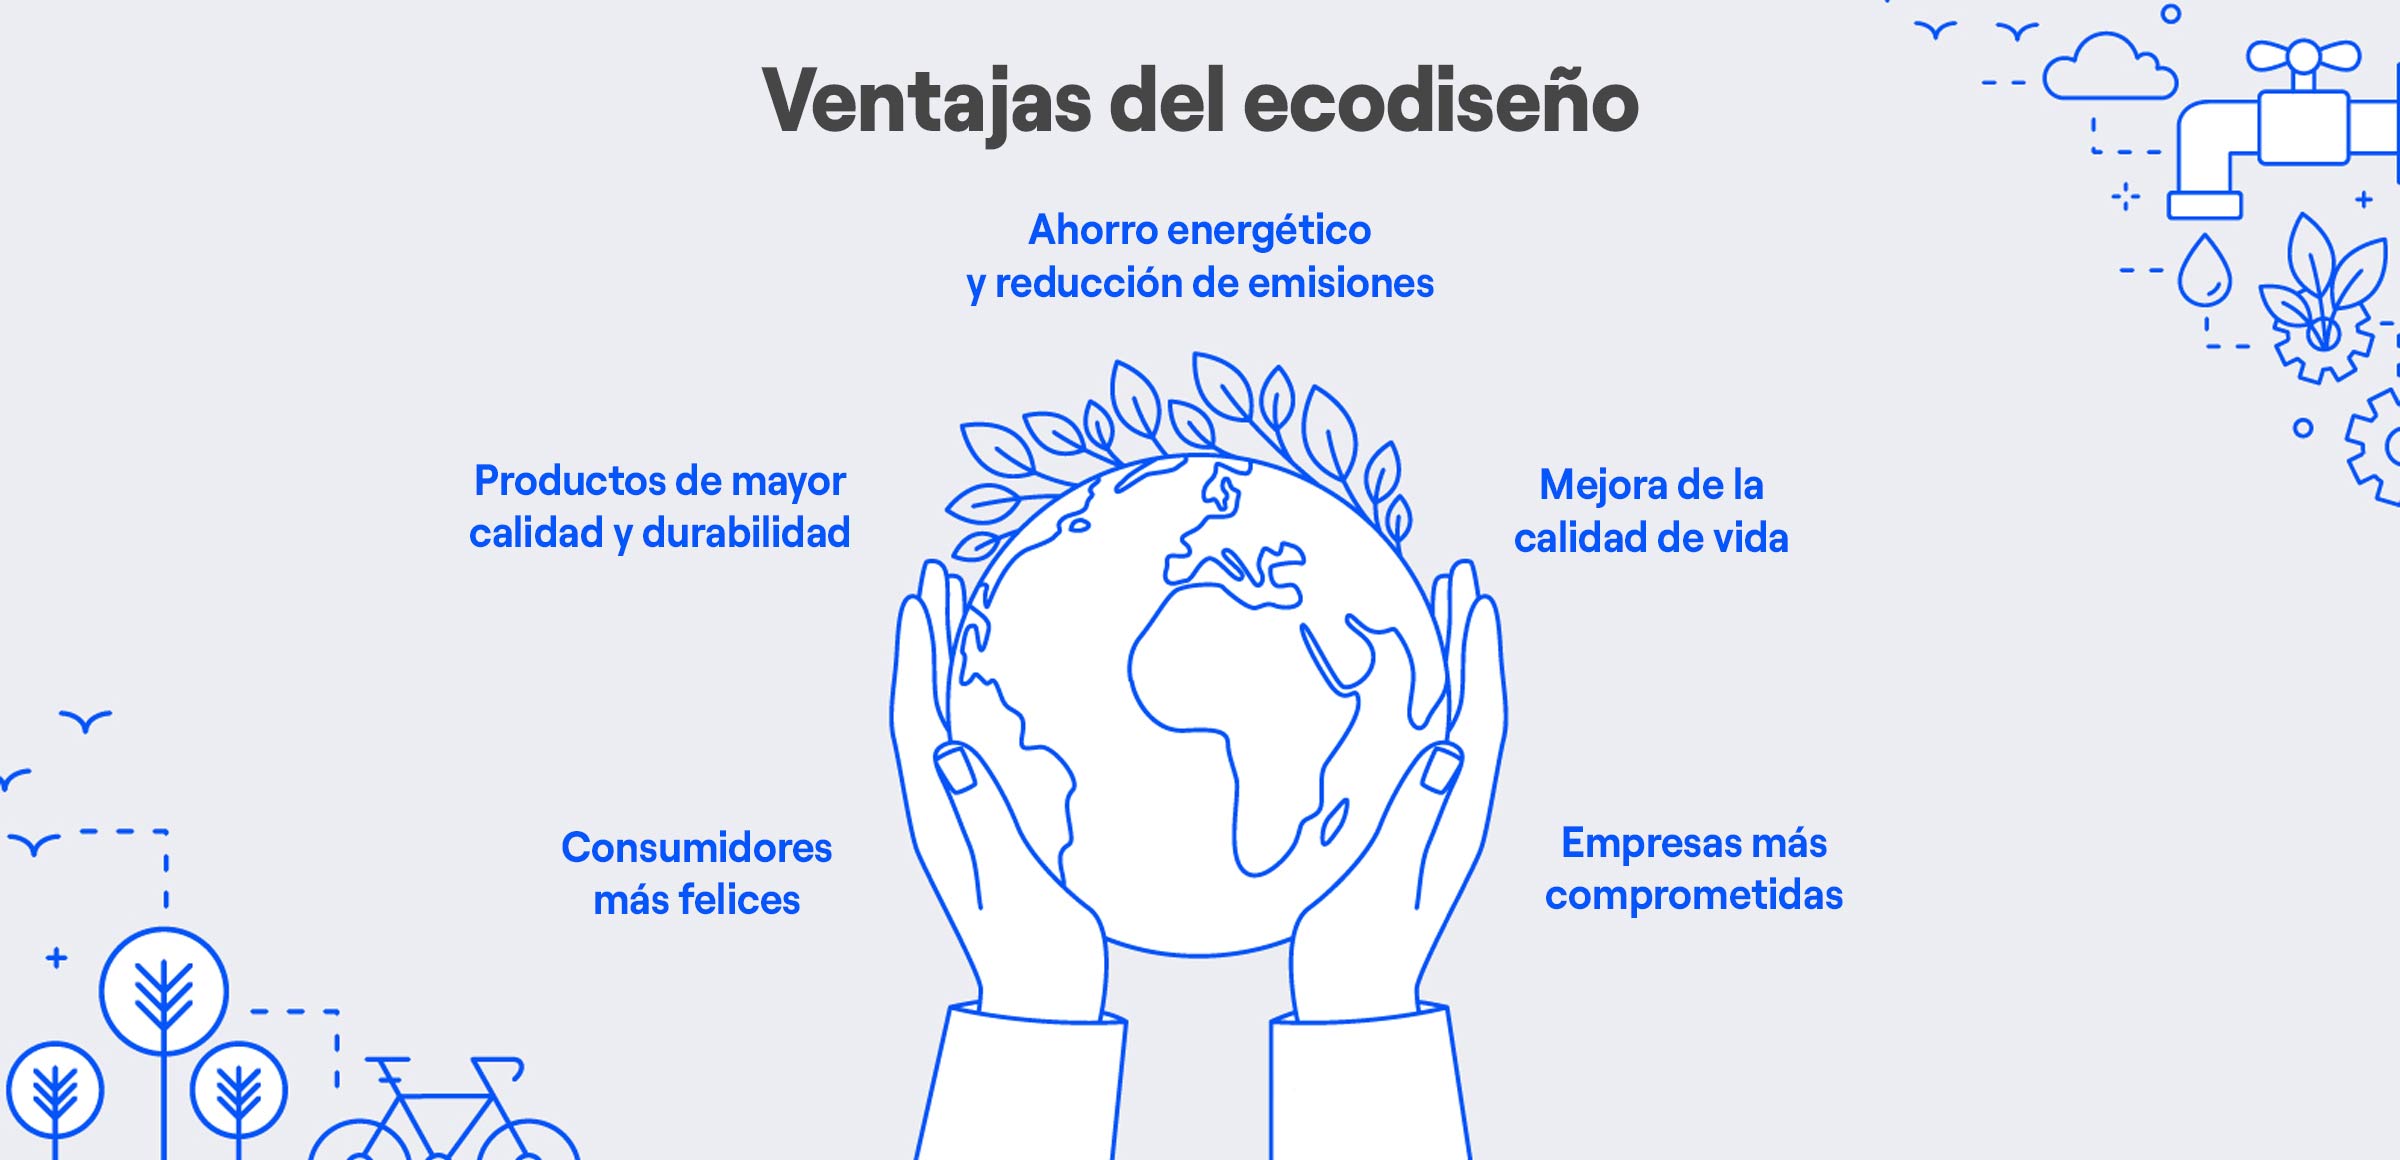 Ventajas del ecodiseño
Ahorro energético
y reducción de emisiones
Productos de mayor
calidad y durabilidad
Mejora de la
calidad de vida
Consumidores
más felices
Empresas más
comprometidas